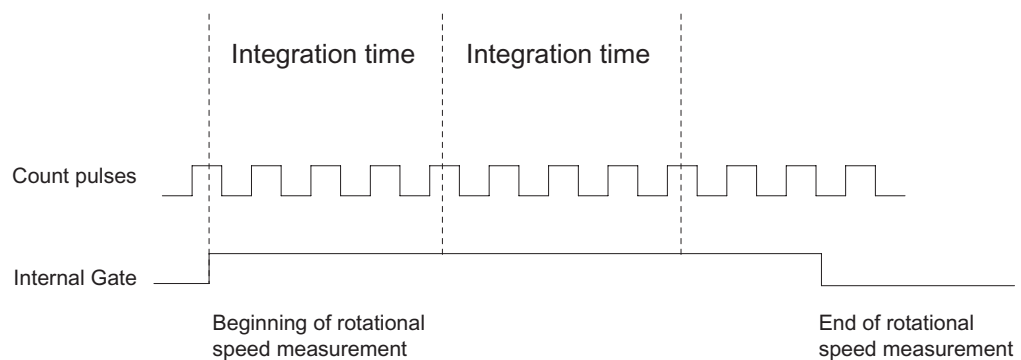 Integration time Integration time
Count pulses
Internal Gate
Beginning of rotational
speed measurement
End of rotational
speed measurement